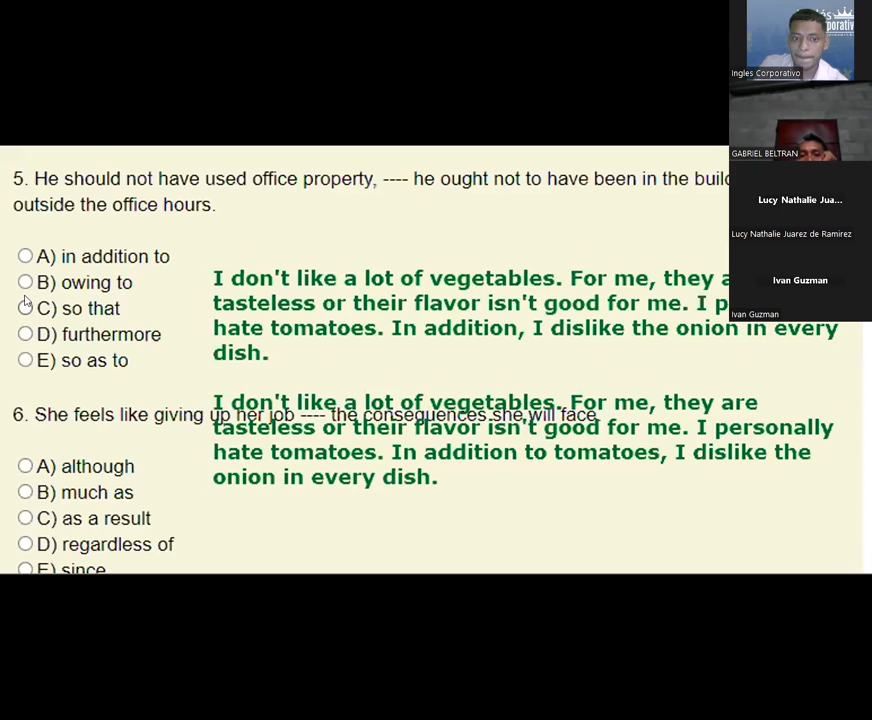 5. He should not have used office property, ---- he ought not to have been in the
outside the office hours.
A) in addition to
B) owing to
C) so that
D) furthermore
E) so as to
I don't like a lot of vegetables. For me, they
tasteless or their flavor isn't good for me. I
hate tomatoes. In addition, I dislike the onion in every
dish.
6. She feels like giving up her job ---- the consequences she will face.
I don't like a lot of vegetables. For me, they are
tasteless or their flavor isn't good for me. I personally
hate tomatoes. In addition to tomatoes, I dislike the
onion in every dish.
A) although
B) much as
C) as a result
D) regardless of
E) since
Ingles Corporativo
GABRIEL BELTRAN
Lucy Nathalie Jua...
Lucy Nathalie Juarez de Ramirez
Ivan Guzman
Ivan Guzman